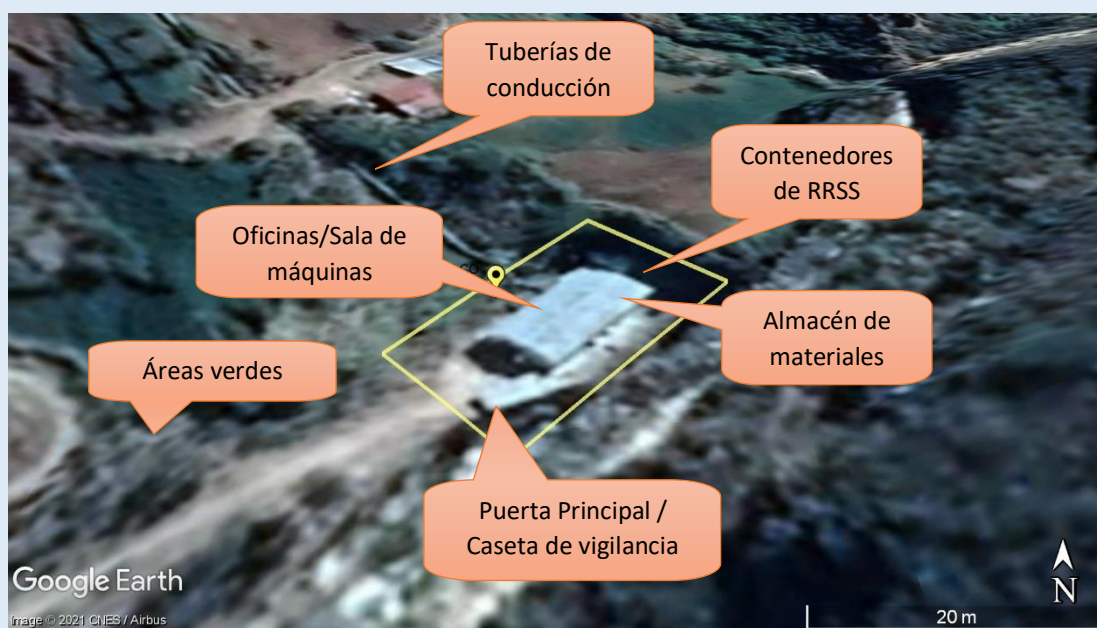 Tuberías de
conducción
Contenedores
de RRSS
Oficinas/Sala de
máquinas
Almacén de
materiales
Áreas verdes
Puerta Principal /
Caseta de vigilancia
Google Earth
Image © 2021 CNES / Airbus
N
20 m